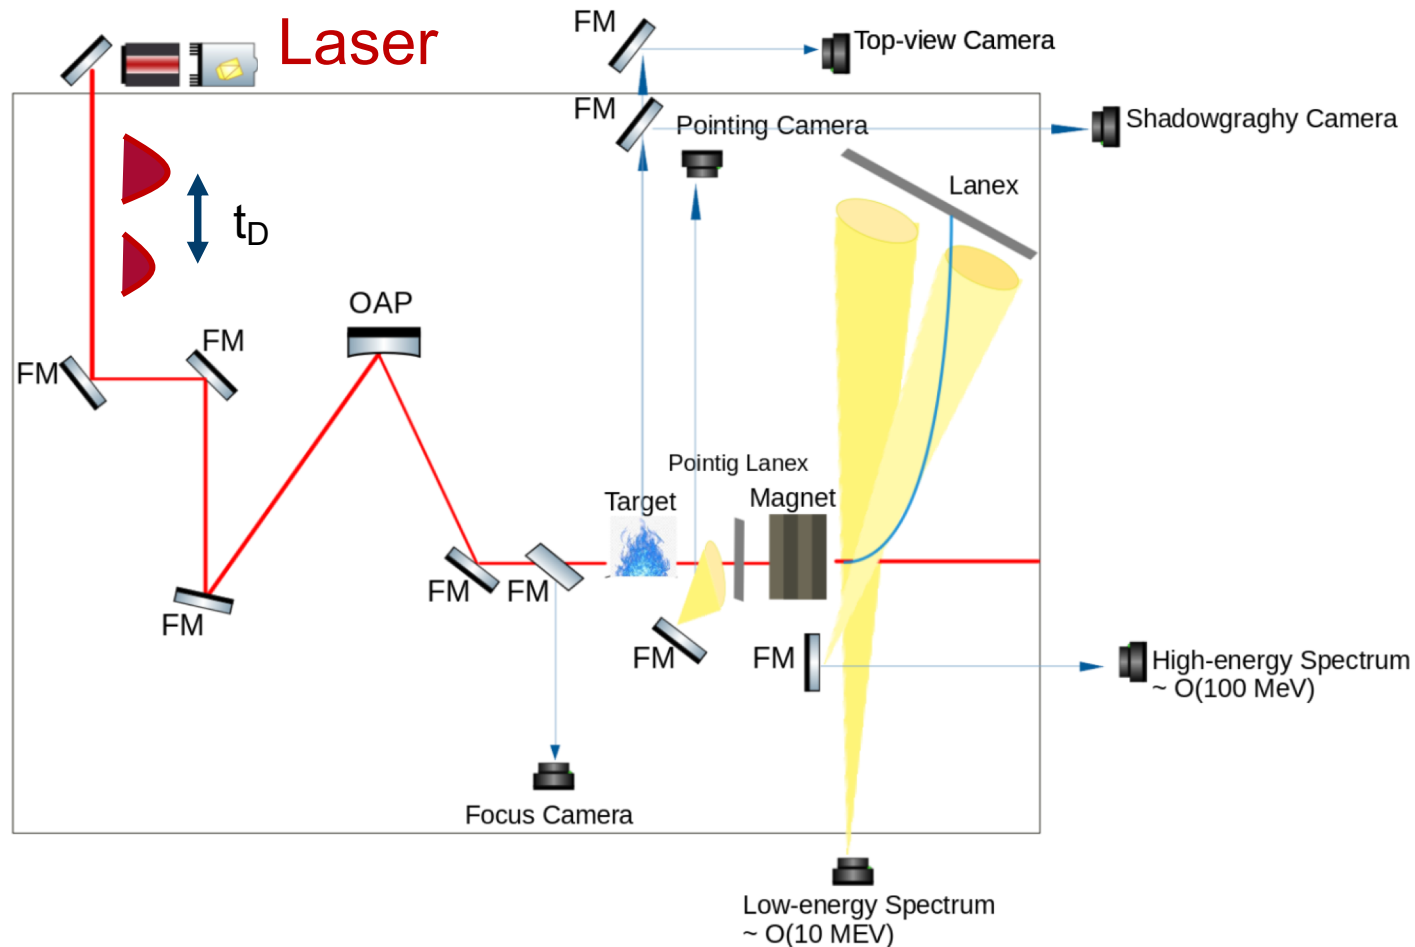 Laser
FM
Top-view Camera
FM
Pointing Camera
Shadowgraghy Camera
Lanex
tD
OAP
FM
FM
Pointig Lanex
Target
Magnet
FM
FM
FM
FM
FM
High-energy Spectrum
~ O(100 MeV)
Focus Camera
Low-energy Spectrum
~ O(10 MEV)